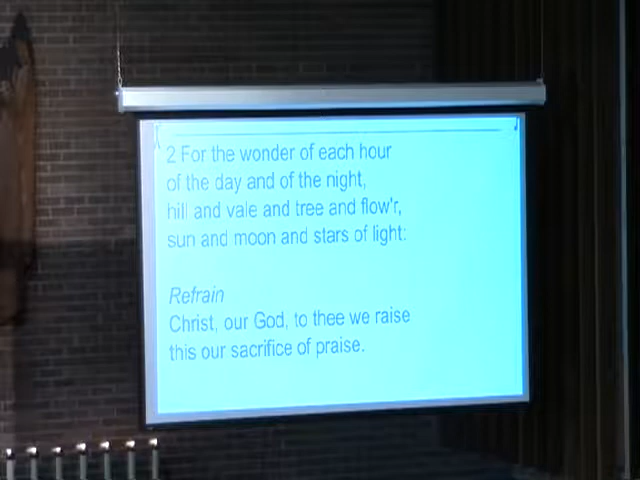 2 For the wonder of each hour
of the day and of the night,
hill and vale and tree and flow'r,
sun and moon and stars of light:
Refrain
Christ, our God, to thee we raise
this our sacrifice of praise.